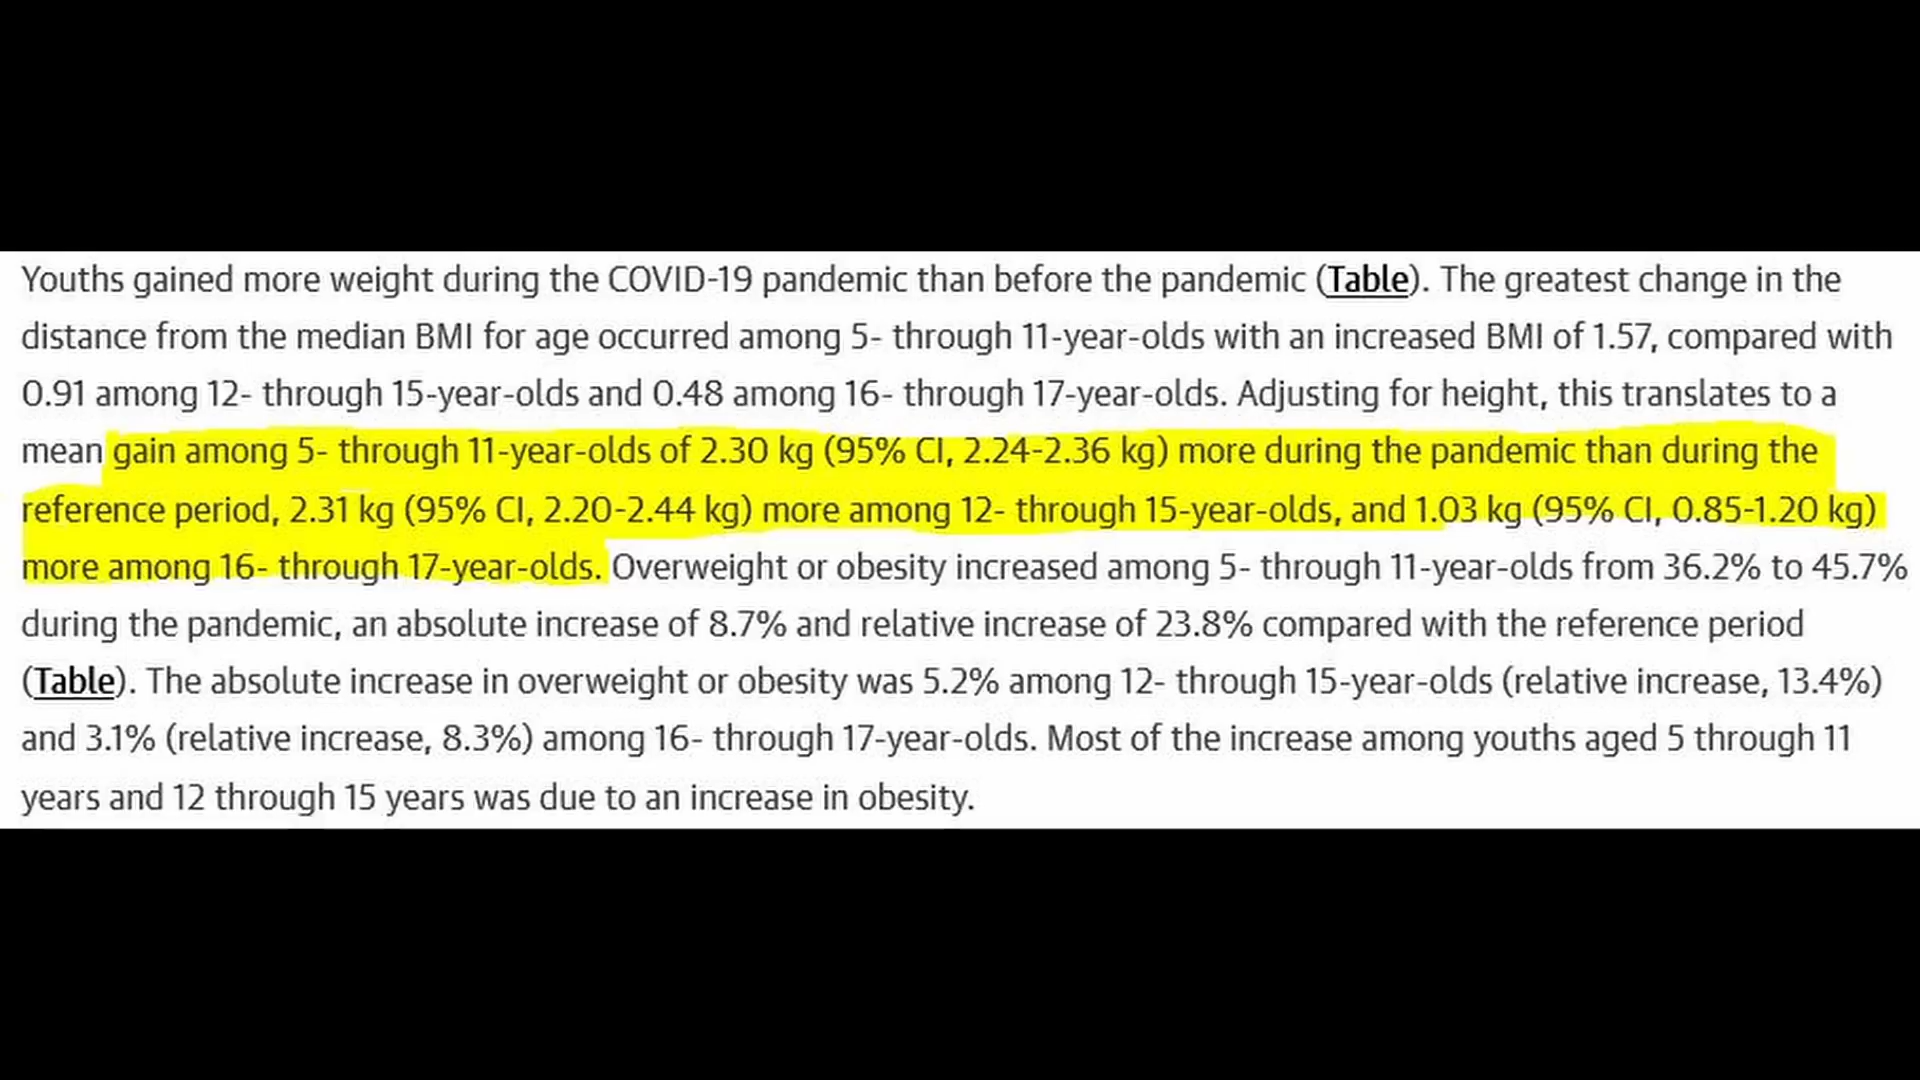 Youths gained more weight during the COVID-19 pandemic than before the pandemic (Table). The greatest change in the
distance from the median BMI for age occurred among 5- through 11-year-olds with an increased BMI of 1.57, compared with
0.91 among 12- through 15-year-olds and 0.48 among 16- through 17-year-olds. Adjusting for height, this translates to a
mean gain among 5- through 11-year-olds of 2.30 kg (95% CI, 2.24-2.36 kg) more during the pandemic than during the
reference period, 2.31 kg (95% CI, 2.20-2.44 kg) more among 12- through 15-year-olds, and 1.03 kg (95% CI, 0.85-1.20 kg)
more among 16- through 17-year-olds. Overweight or obesity increased among 5- through 11-year-olds from 36.2% to 45.7%
during the pandemic, an absolute increase of 8.7% and relative increase of 23.8% compared with the reference period
(Table). The absolute increase in overweight or obesity was 5.2% among 12- through 15-year-olds (relative increase, 13.4%)
and 3.1% (relative increase, 8.3%) among 16- through 17-year-olds. Most of the increase among youths aged 5 through 11
years and 12 through 15 years was due to an increase in obesity.